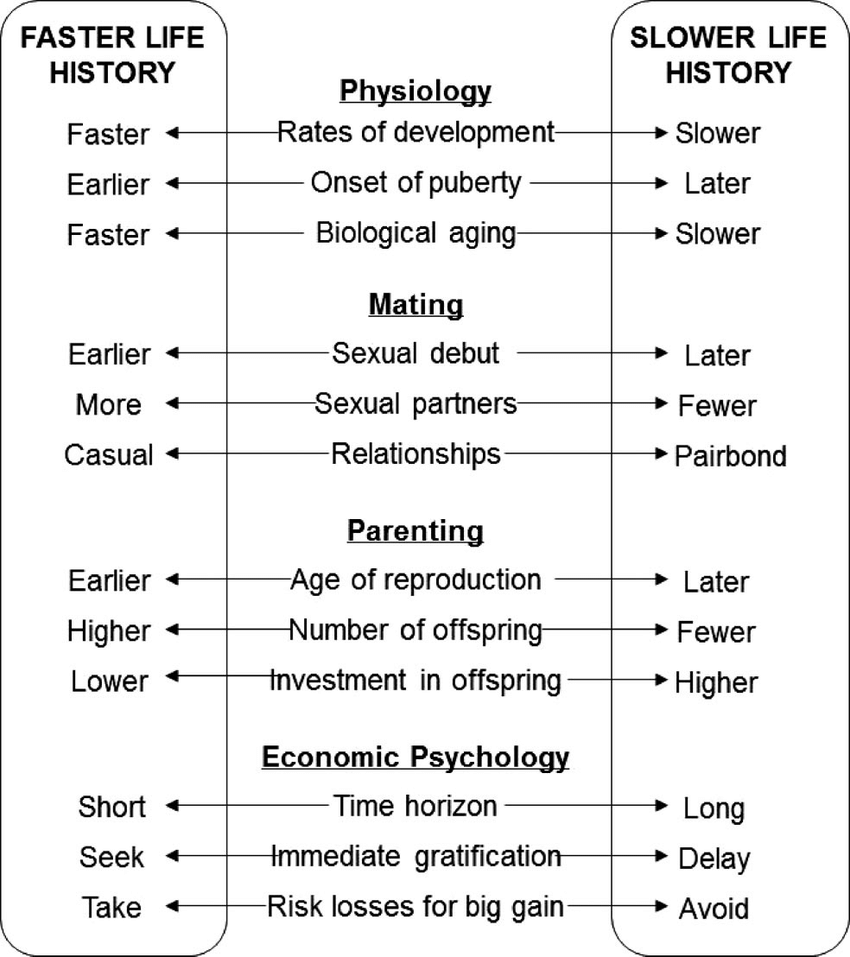 FASTER LIFE
HISTORY
SLOWER LIFE
HISTORY
Physiology
Faster Rates of development Slower
Earlier Onset of puberty Later
Faster Biological aging Slower
Mating
Earlier Sexual debut Later
More Sexual partners Fewer
Casual Relationships Pairbond
Parenting
Earlier Age of reproduction Later
Higher Number of offspring Fewer
Lower Investment in offspring Higher
Economic Psychology
Short Time horizon Long
Seek Immediate gratification Delay
Take Risk losses for big gain Avoid